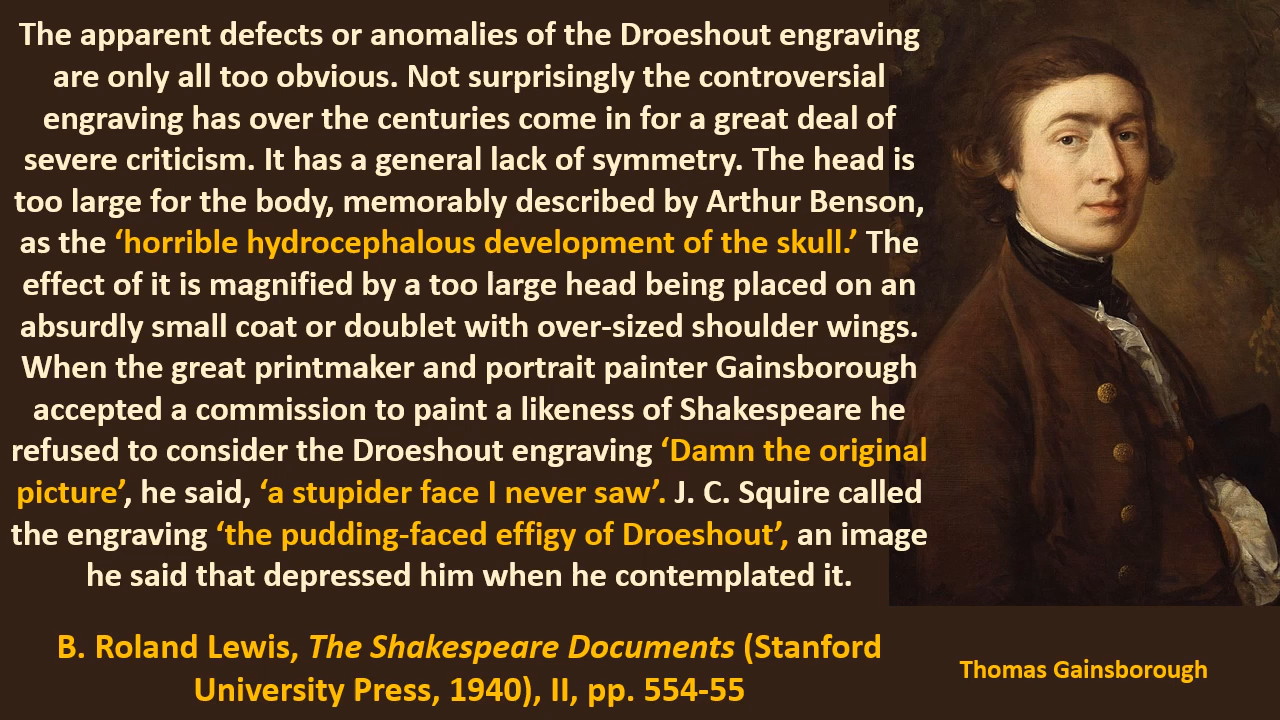 The apparent defects or anomalies of the Droeshout engraving
are only all too obvious. Not surprisingly the controversial
engraving has over the centuries come in for a great deal of
severe criticism. It has a general lack of symmetry. The head is
too large for the body, memorably described by Arthur Benson,
as the ‘horrible hydrocephalous development of the skull.’ The
effect of it is magnified by a too large head being placed on an
absurdly small coat or doublet with over-sized shoulder wings.
When the great printmaker and portrait painter Gainsborough
accepted a commission to paint a likeness of Shakespeare he
refused to consider the Droeshout engraving ‘Damn the original
picture’, he said, ‘a stupider face I never saw’. J. C. Squire called
the engraving ‘the pudding-faced effigy of Droeshout’, an image
he said that depressed him when he contemplated it.
B. Roland Lewis, The Shakespeare Documents (Stanford
University Press, 1940), II, pp. 554-55
Thomas Gainsborough